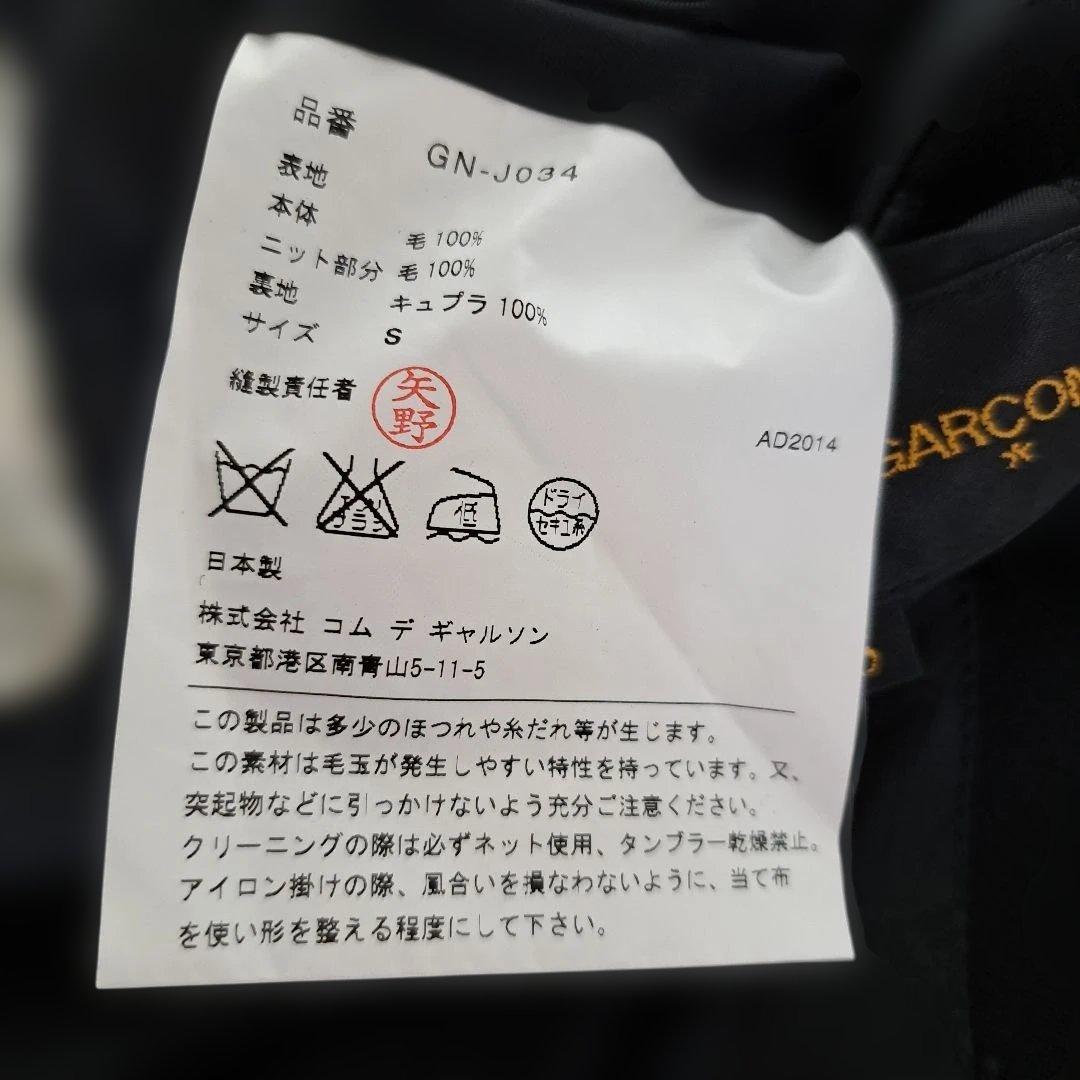 品番 GN-J034
表地
本体 毛 100%
ニット部分 毛 100%
裏地 キュプラ 100%
サイズ S
縫製責任者 矢野
AD2014
GARCON
エンソ
サラシ
低
ドライ
セキユ系
日本製
株式会社 コム デ ギャルソン
東京都港区南青山5-11-5
この製品は多少のほつれや糸だれ等が生じます。
この素材は毛玉が発生しやすい特性を持っています。又、
突起物などに引っかけないよう充分ご注意ください。
クリーニングの際は必ずネット使用、タンブラー乾燥禁止。
アイロン掛けの際、風合いを損なわないように、当て布
を使い形を整える程度にして下さい。